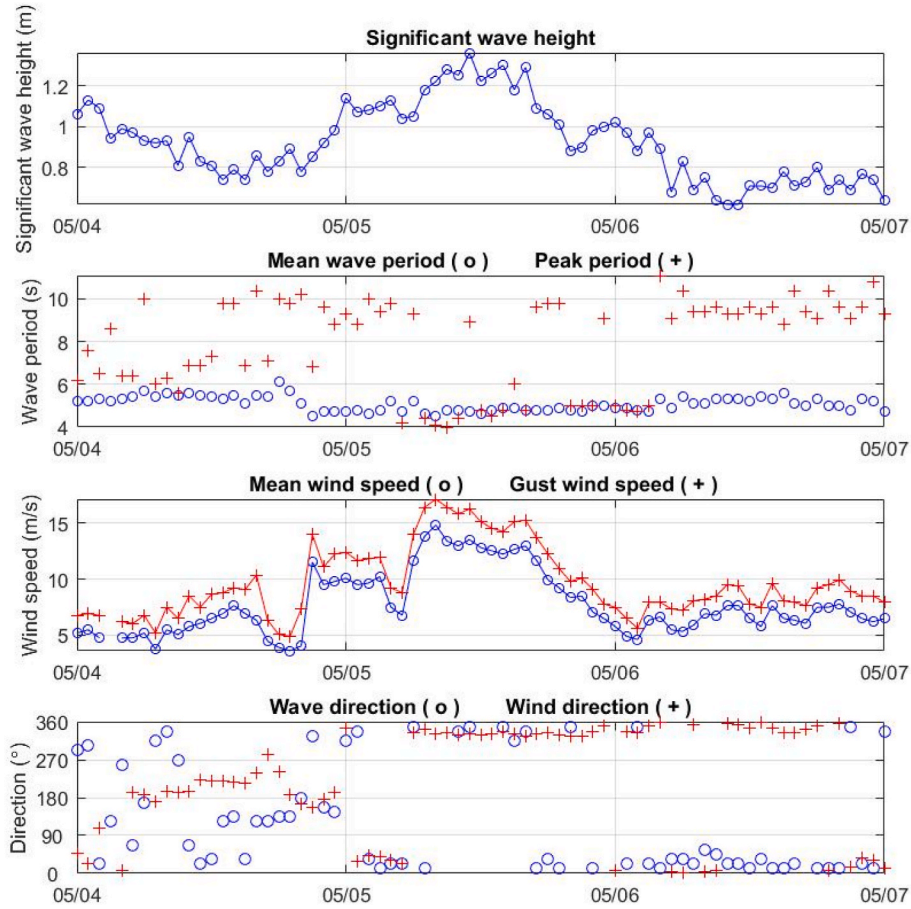 Significant wave height
Significant wave height (m)
1.2
1
0.8
05/04 05/05 05/06 05/07
Mean wave period ( o ) Peak period ( + )
Wave period (s)
10
8
6
4
05/04 05/05 05/06 05/07
Mean wind speed ( o ) Gust wind speed ( + )
Wind speed (m/s)
15
10
5
05/04 05/05 05/06 05/07
Wave direction ( o ) Wind direction ( + )
Direction (°)
360
270
180
90
0
05/04 05/05 05/06 05/07